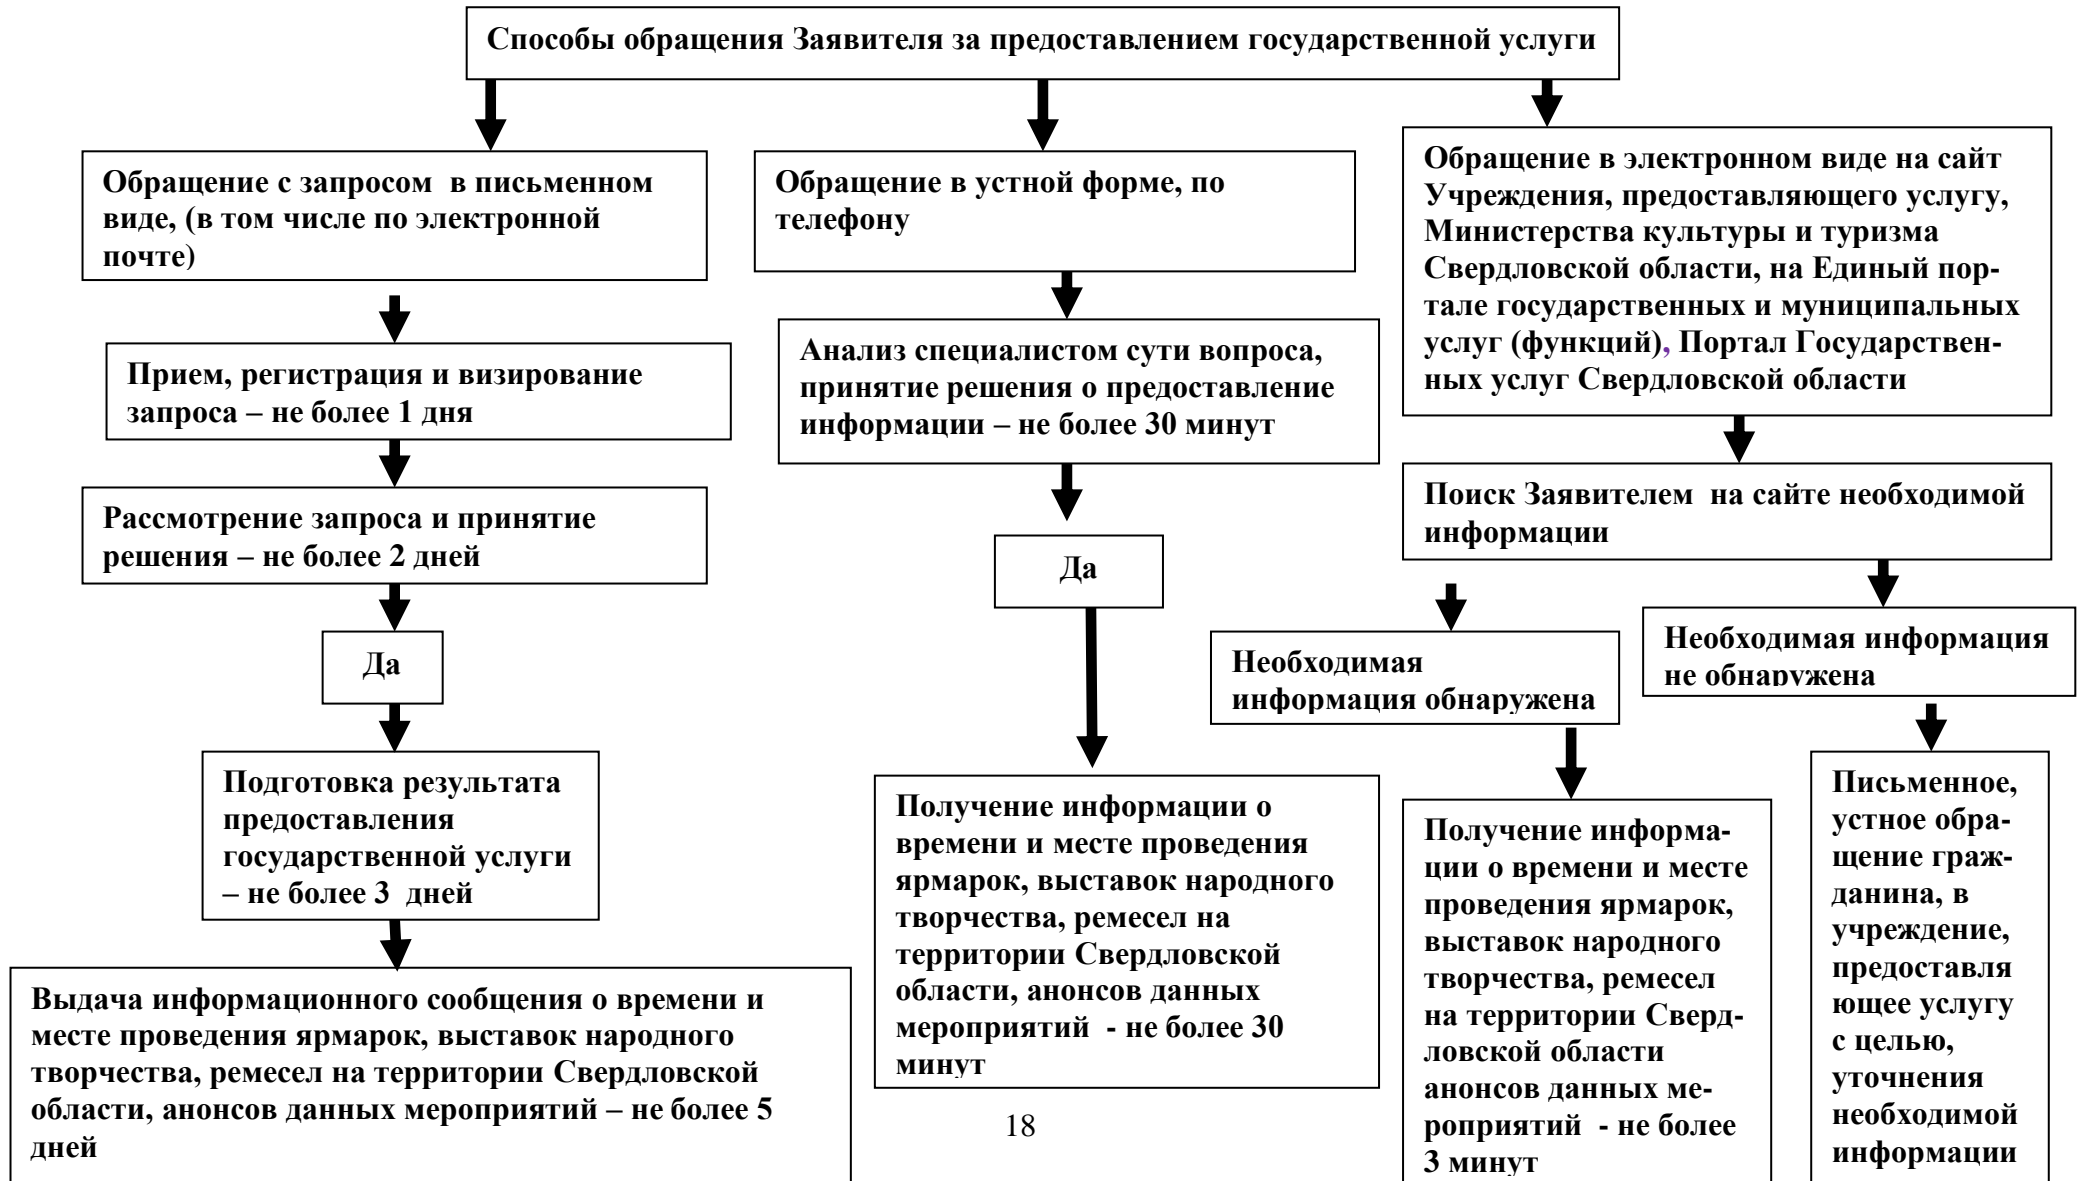 Способы обращения Заявителя за предоставлением государственной услуги
Обращение с запросом  в письменном
виде, (в том числе по электронной
почте)
Прием, регистрация и визирование
запроса – не более 1 дня
Рассмотрение запроса и принятие
решения – не более 2 дней
Да
Подготовка результата
предоставления
государственной услуги
– не более 3  дней
Выдача информационного сообщения о времени и
месте проведения ярмарок, выставок народного
творчества, ремесел на территории Свердловской
области, анонсов данных мероприятий – не более 5
дней
Обращение в устной форме, по
телефону
Анализ специалистом сути вопроса,
принятие решения о предоставление
информации – не более 30 минут
Да
Получение информации о
времени и месте проведения
ярмарок, выставок народного
творчества, ремесел на
территории Свердловской
области, анонсов данных
мероприятий  - не более 30
минут
Обращение в электронном виде на сайт
Учреждения, предоставляющего услугу,
Министерства культуры и туризма
Свердловской области, на Единый пор-
тале государственных и муниципальных
услуг (функций), Портал Государствен-
ных услуг Свердловской области
Поиск Заявителем  на сайте необходимой
информации
Необходимая
информация обнаружена
Получение информа-
ции о времени и месте
проведения ярмарок,
выставок народного
творчества, ремесел
на территории Сверд-
ловской области
анонсов данных ме-
роприятий  - не более
3 минут
Необходимая информация
не обнаружена
Письменное,
устное обра-
щение граж-
данина, в
учреждение,
предоставля
ющее услугу
с целью,
уточнения
необходимой
информации
18